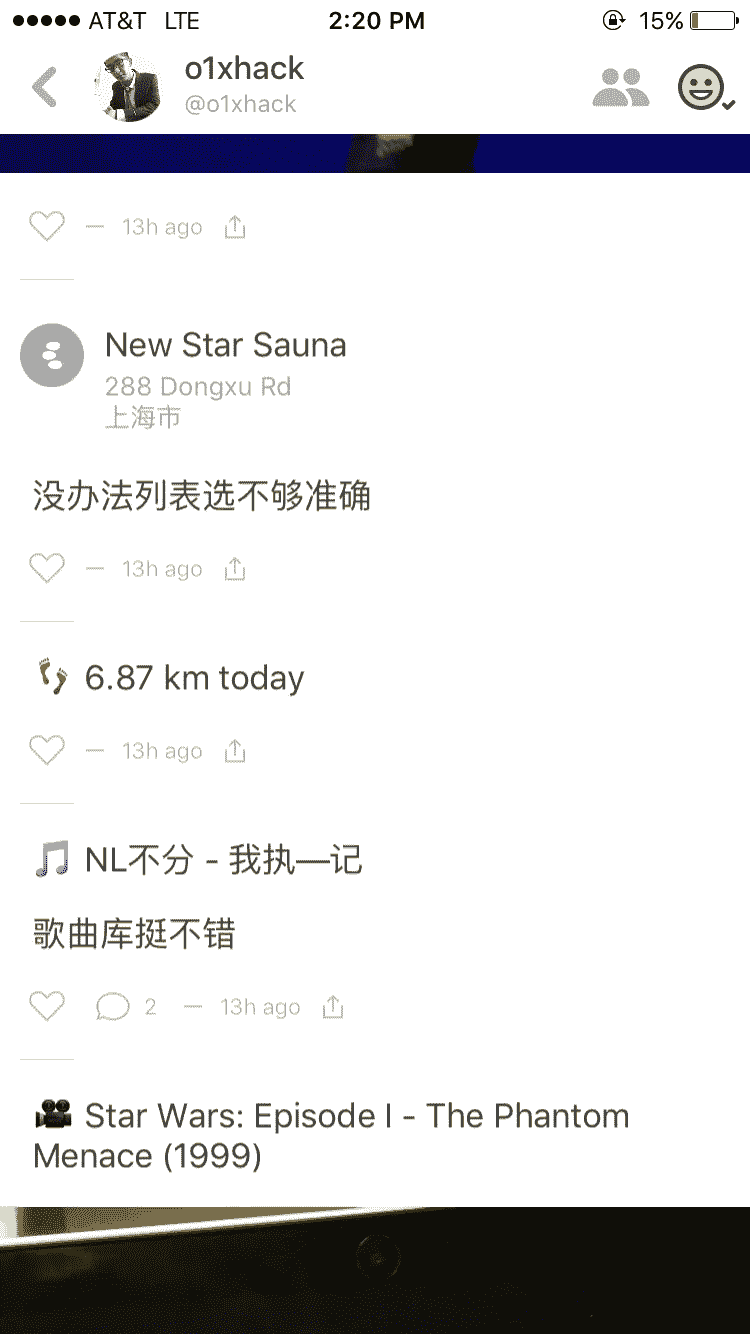 AT&T LTE 2:20 PM 15%
o1xhack
@o1xhack
13h ago
New Star Sauna
288 Dongxu Rd
上海市
没办法列表选不够准确
13h ago
6.87 km today
13h ago
NL不分 - 我执—记
歌曲库挺不错
2 — 13h ago
Star Wars: Episode I - The Phantom
Menace (1999)